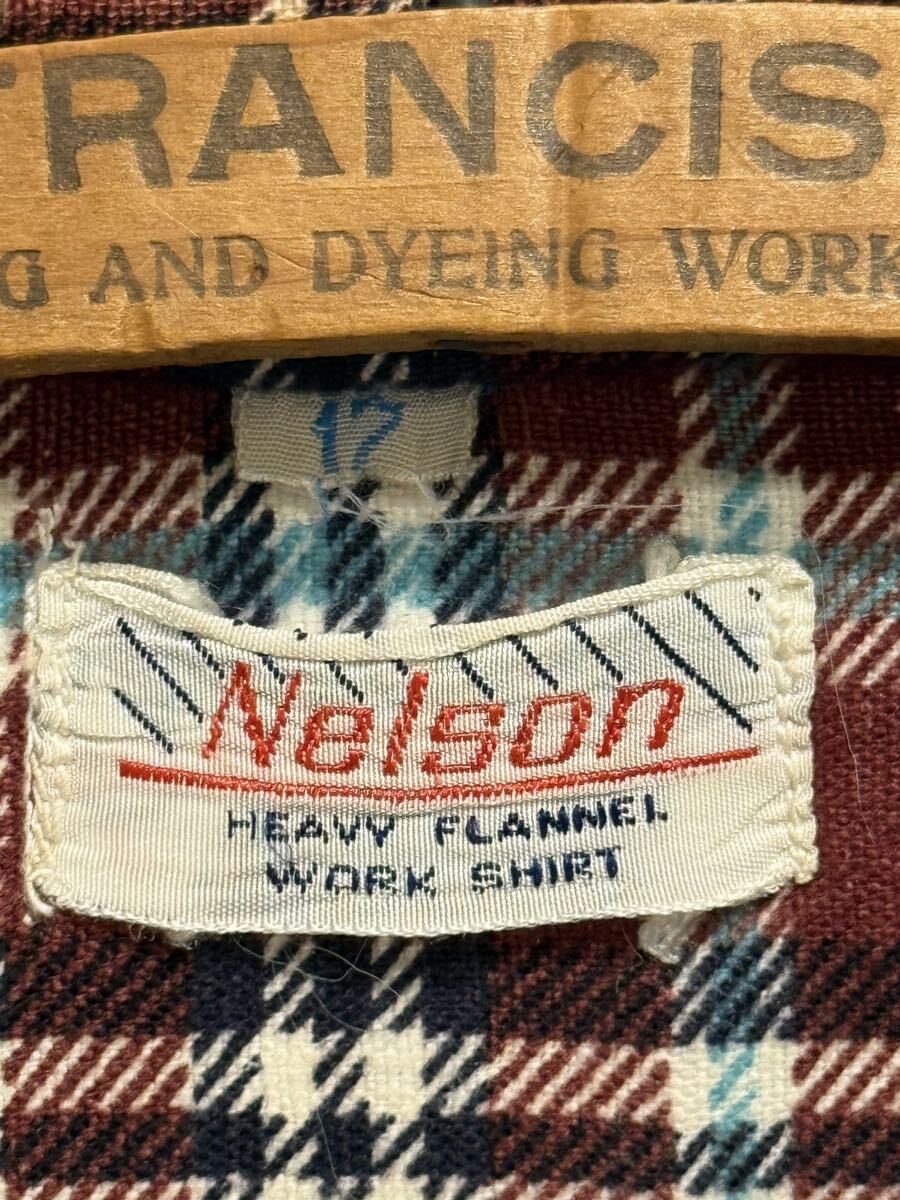 FRANCIS
G AND DYEING WORK
17
Nelson
HEAVY FLANNEL
WORK SHIRT